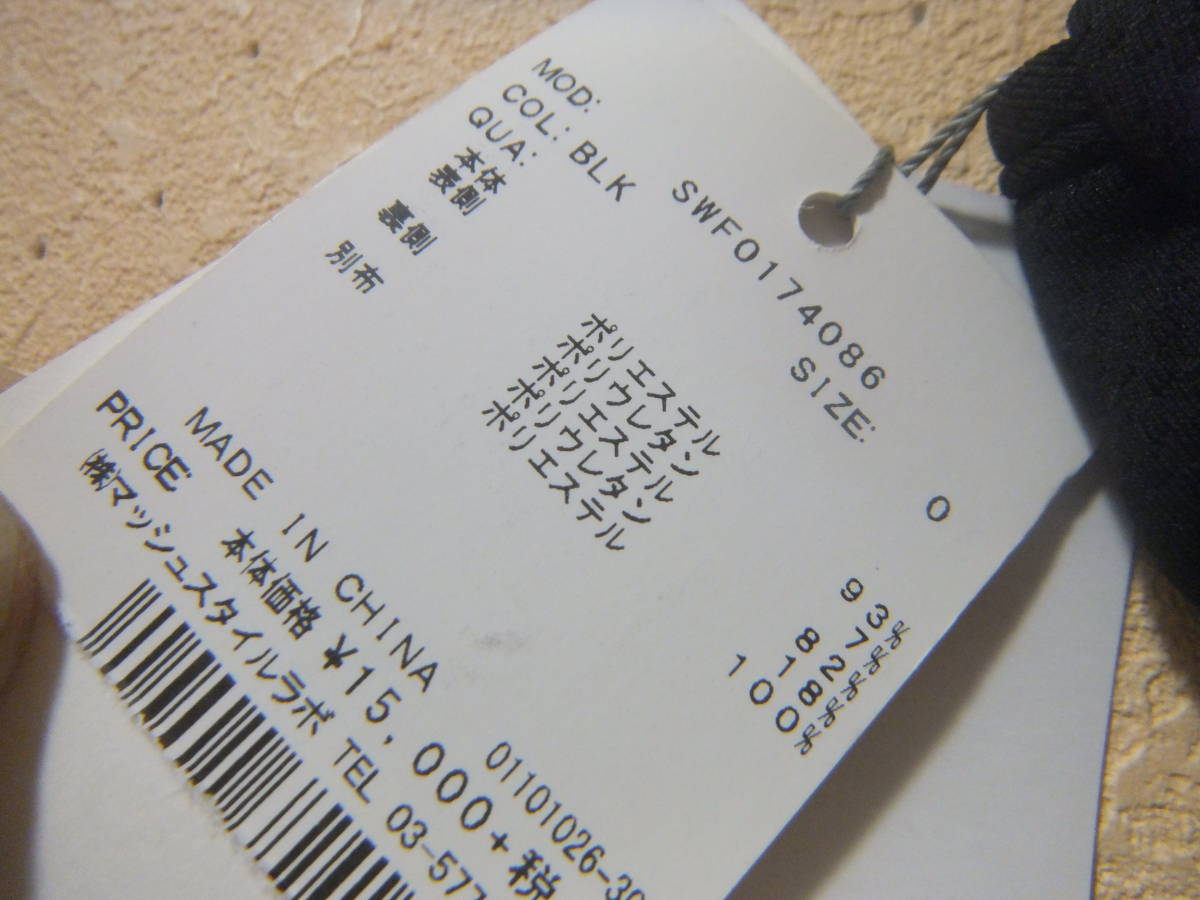 MOD: SWF0174086
COL: BLK SIZE: 0
QUA:
本体
表側 ポリエステル 93%
ポリウレタン 7%
裏側 ポリエステル 82%
ポリウレタン 18%
別布 ポリエステル 100%
MADE IN CHINA 01101026-30
PRICE: 本体価格 ¥15,000+税
(株)マッシュスタイルラボ TEL 03-577